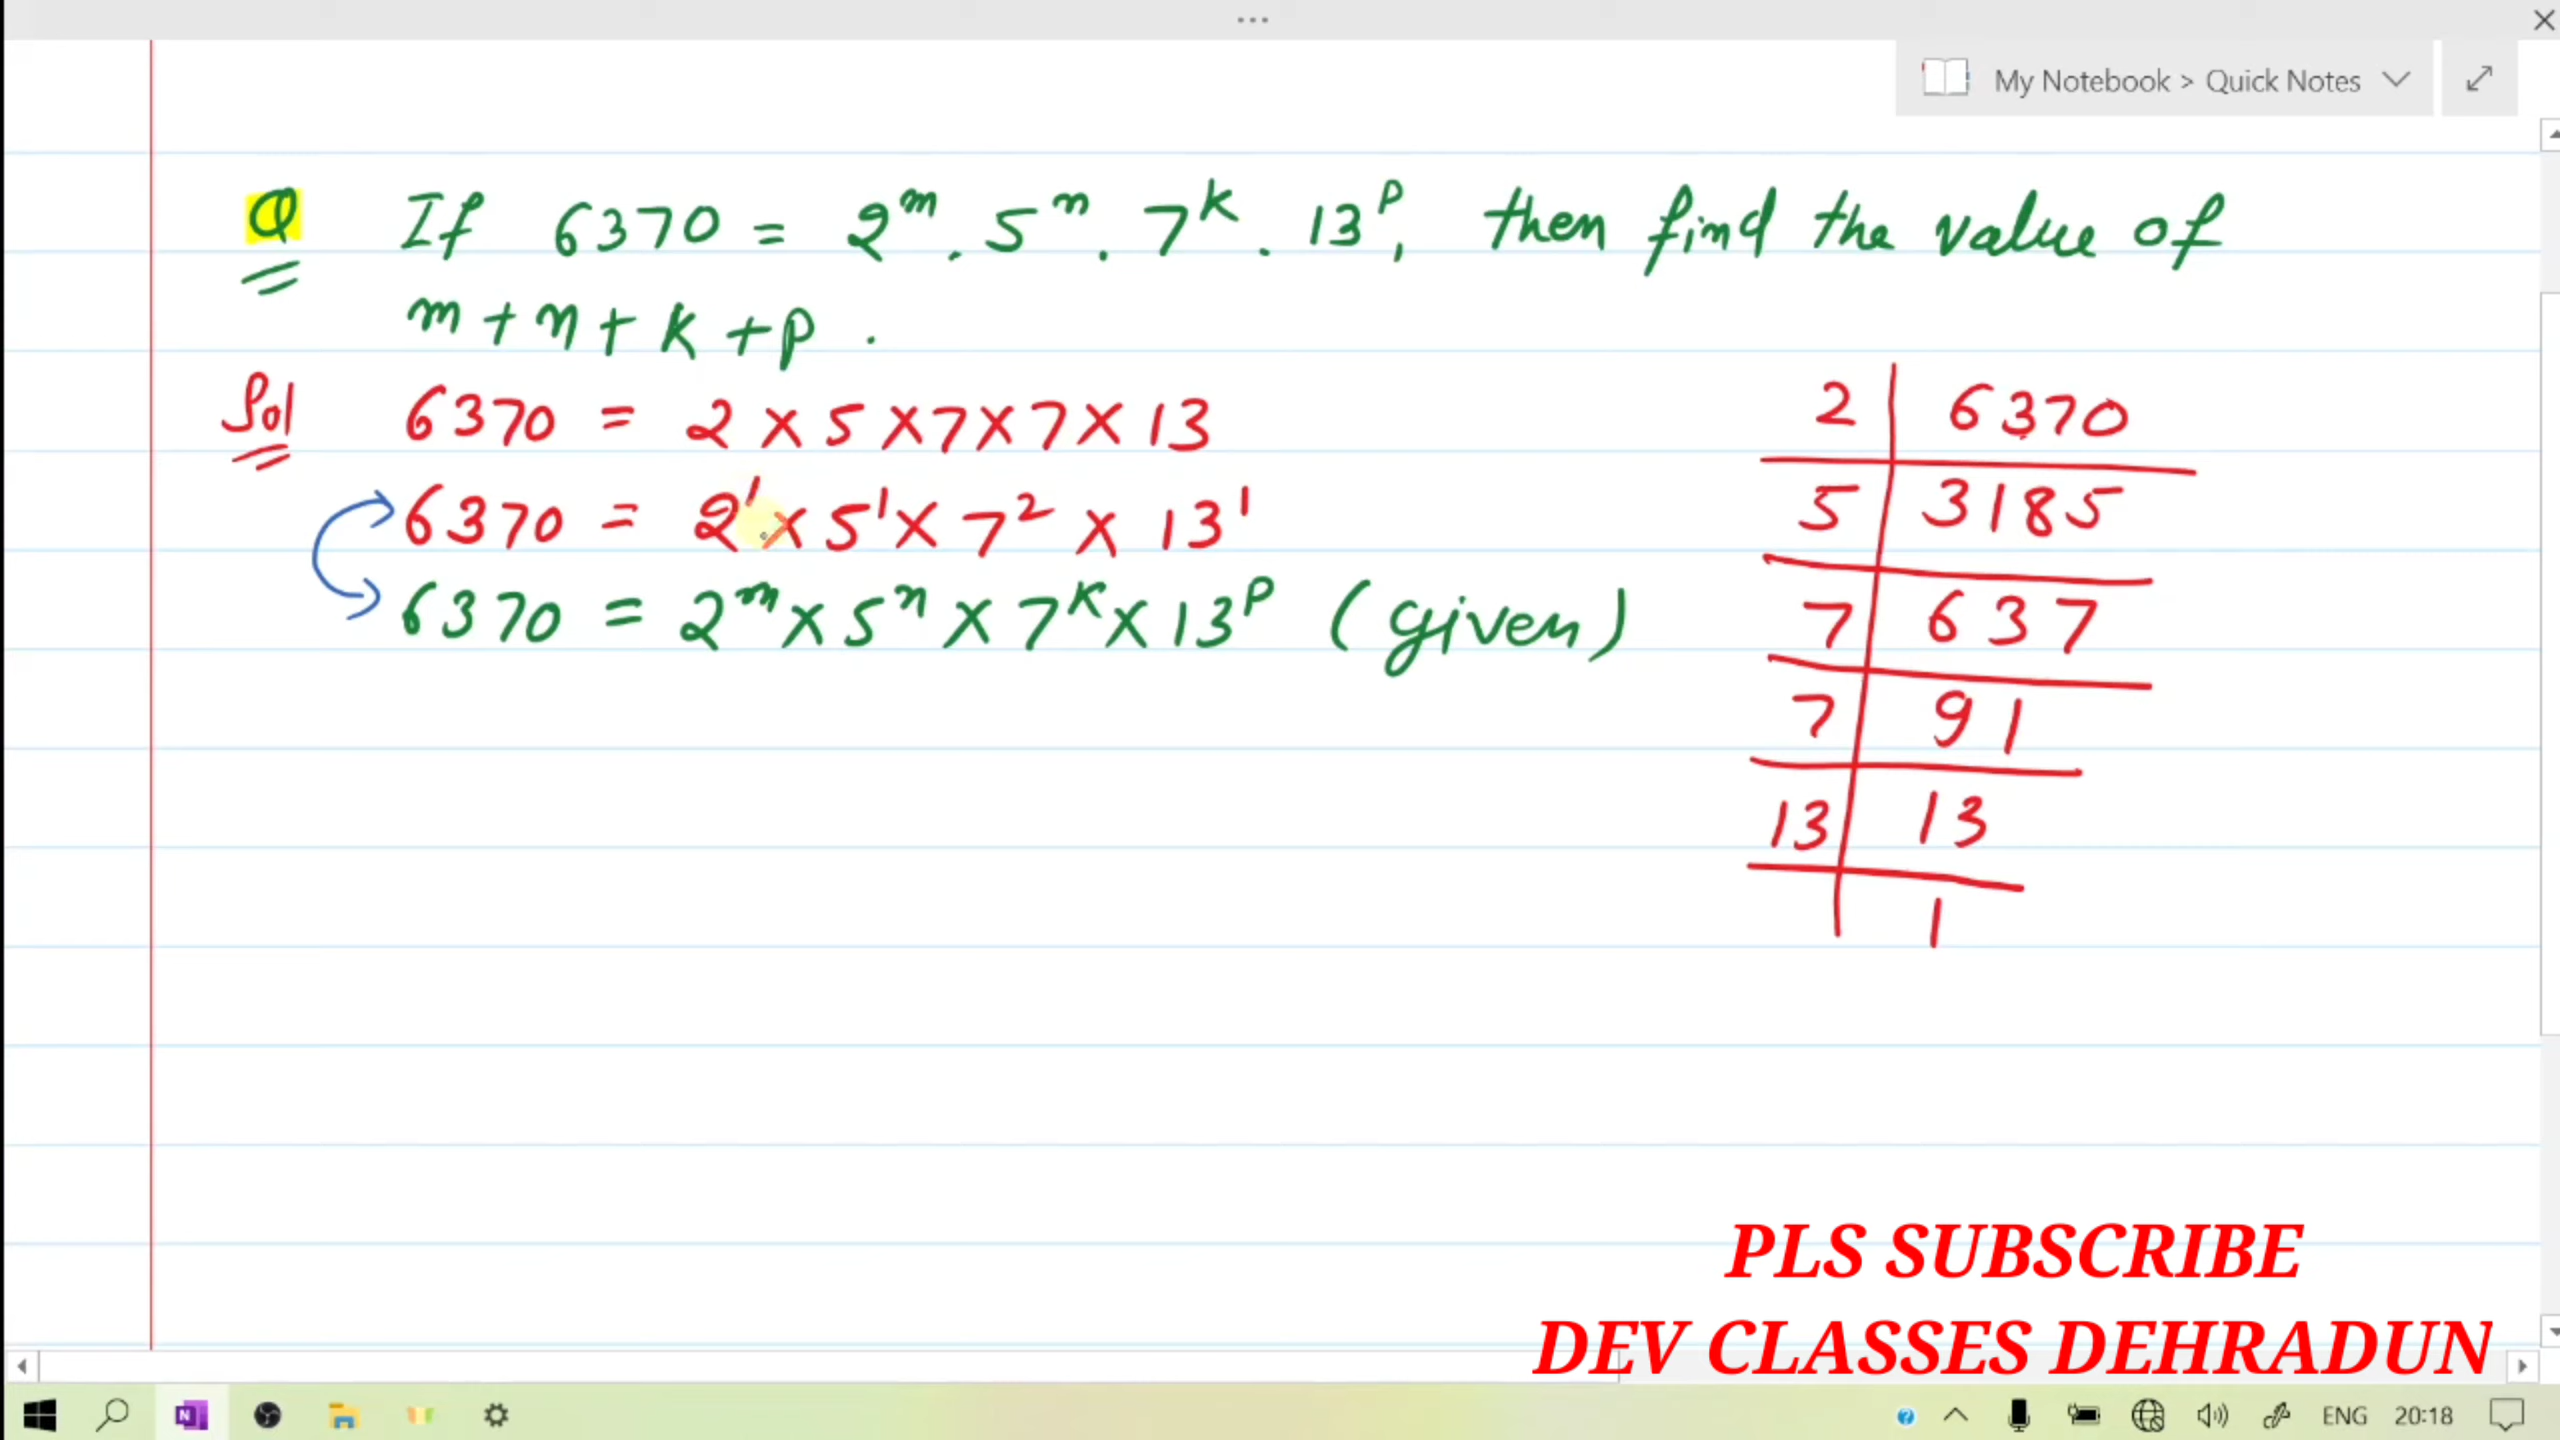 ...
My Notebook > Quick Notes
Q If 6370 = 2^m . 5^n . 7^k . 13^p, then find the value of
m + n + k + p .
Sol 6370 = 2 × 5 × 7 × 7 × 13
6370 = 2^1 × 5^1 × 7^2 × 13^1
6370 = 2^m × 5^n × 7^k × 13^p (given)
2 | 6370
5 | 3185
7 | 637
7 | 91
13 | 13
| 1
PLS SUBSCRIBE
DEV CLASSES DEHRADUN
ENG 20:18